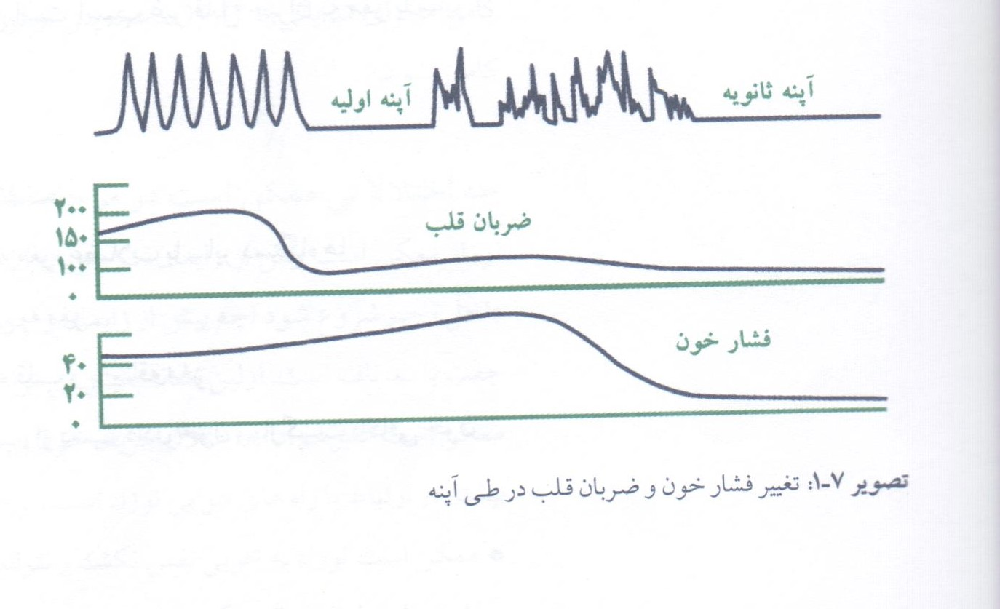 آپنه اولیه
آپنه ثانویه
ضربان قلب
۲۰۰
۱۵۰
۱۰۰
۰
فشار خون
۴۰
۲۰
۰
تصویر ۷-۱: تغییر فشار خون و ضربان قلب در طی آپنه